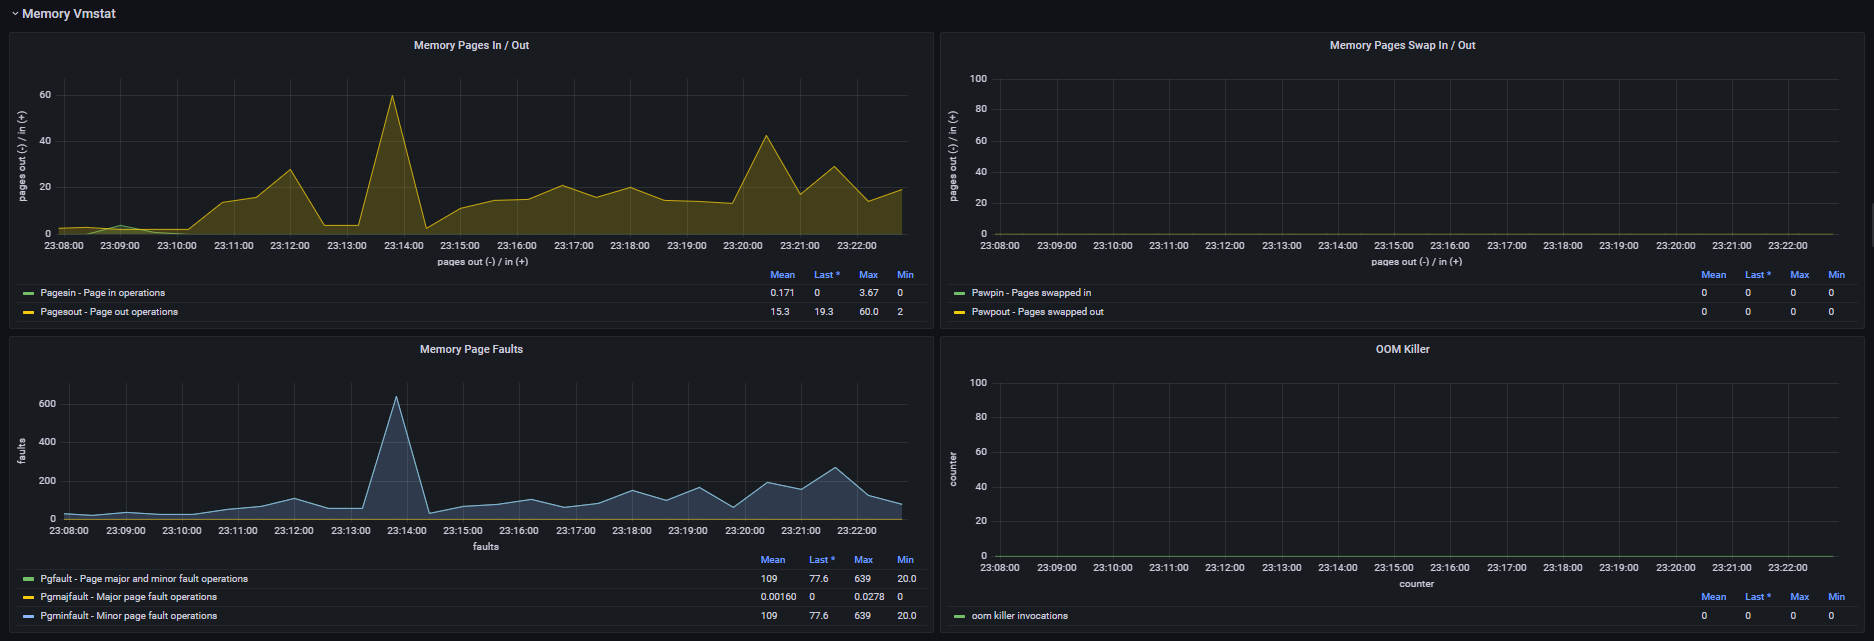 Memory Vmstat
Memory Pages In / Out
pages out (-) / in (+)
60
40
20
0
23:08:00 23:09:00 23:10:00 23:11:00 23:12:00 23:13:00 23:14:00 23:15:00 23:16:00 23:17:00 23:18:00 23:19:00 23:20:00 23:21:00 23:22:00
pages out (-) / in (+)
Mean Last * Max Min
Pagesin - Page in operations 0.171 0 3.67 0
Pagesout - Page out operations 15.3 19.3 60.0 2
Memory Pages Swap In / Out
pages out (-) / in (+)
100
80
60
40
20
0
23:08:00 23:09:00 23:10:00 23:11:00 23:12:00 23:13:00 23:14:00 23:15:00 23:16:00 23:17:00 23:18:00 23:19:00 23:20:00 23:21:00 23:22:00
pages out (-) / in (+)
Mean Last * Max Min
Pswpin - Pages swapped in 0 0 0 0
Pswpout - Pages swapped out 0 0 0 0
Memory Page Faults
faults
600
400
200
0
23:08:00 23:09:00 23:10:00 23:11:00 23:12:00 23:13:00 23:14:00 23:15:00 23:16:00 23:17:00 23:18:00 23:19:00 23:20:00 23:21:00 23:22:00
faults
Mean Last * Max Min
Pgfault - Page major and minor fault operations 109 77.6 639 20.0
Pgmajfault - Major page fault operations 0.00160 0 0.0278 0
Pgminfault - Minor page fault operations 109 77.6 639 20.0
OOM Killer
counter
100
80
60
40
20
0
23:08:00 23:09:00 23:10:00 23:11:00 23:12:00 23:13:00 23:14:00 23:15:00 23:16:00 23:17:00 23:18:00 23:19:00 23:20:00 23:21:00 23:22:00
counter
Mean Last * Max Min
oom killer invocations 0 0 0 0